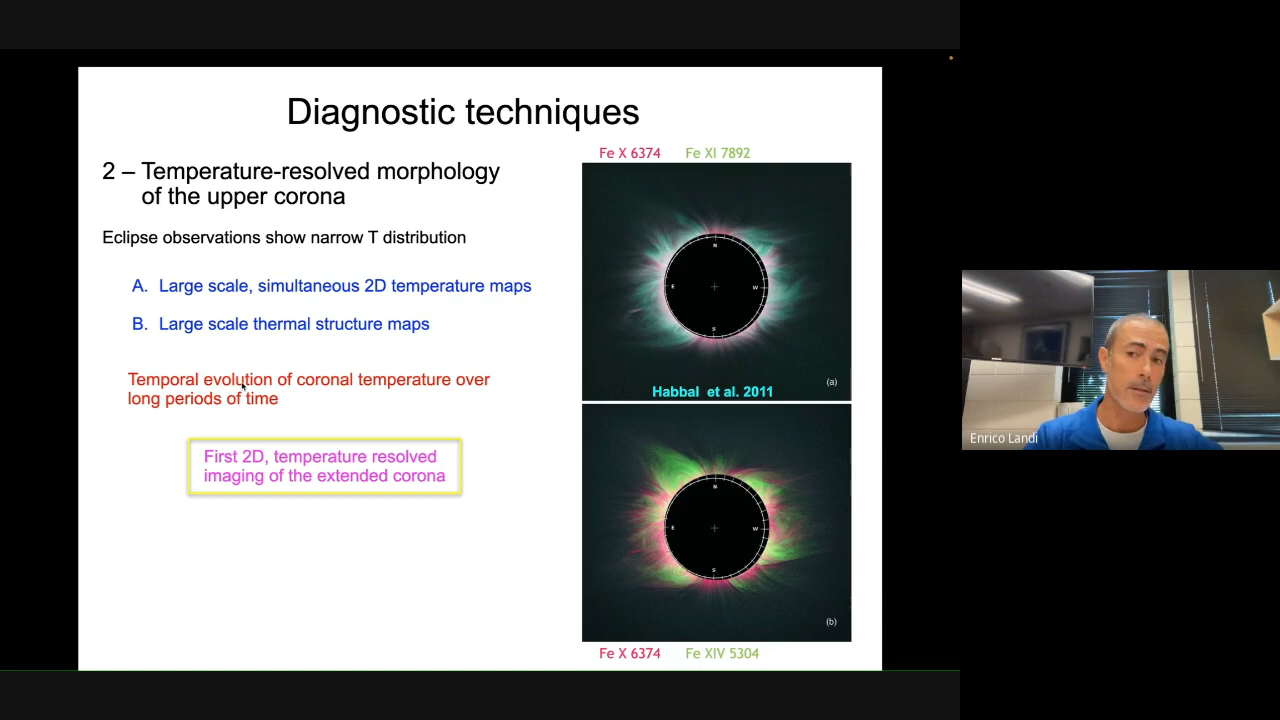 Diagnostic techniques
2 – Temperature-resolved morphology
of the upper corona
Eclipse observations show narrow T distribution
A. Large scale, simultaneous 2D temperature maps
B. Large scale thermal structure maps
Temporal evolution of coronal temperature over
long periods of time
First 2D, temperature resolved
imaging of the extended corona
Fe X 6374 Fe XI 7892
N
E W
S
(a)
Habbal et al. 2011
N
E W
S
(b)
Fe X 6374 Fe XIV 5304
Enrico Landi